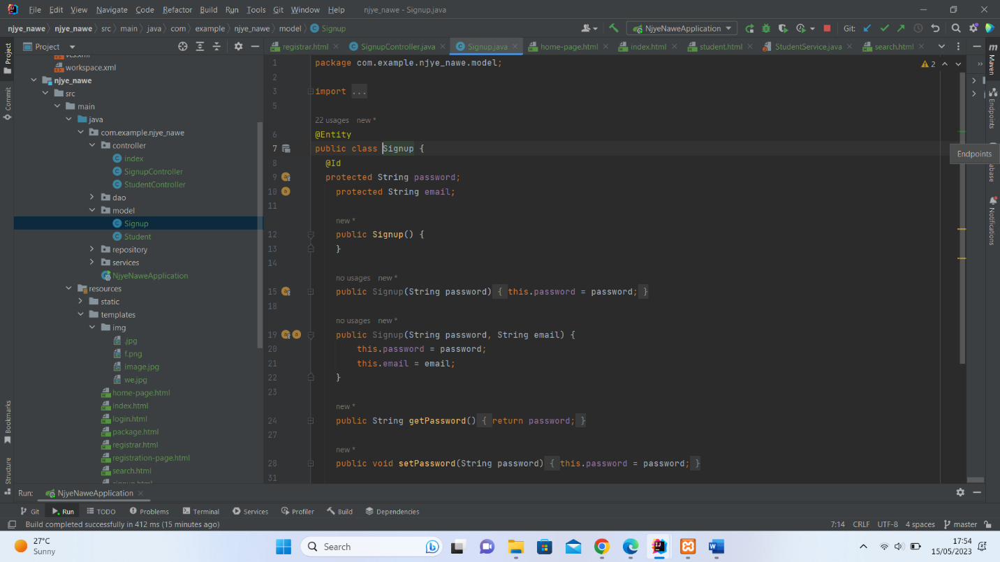 File Edit View Navigate Code Refactor Build Run Tools Git Window Help njye_nawe - Signup.java
njye_nawe njye_nawe src main java com example njye_nawe model Signup NjyeNaweApplication Git:
Project
registrar.html SignupController.java Signup.java home-page.html index.html student.html StudentService.java search.html
workspace.xml
njye_nawe
src
main
java
com.example.njye_nawe
controller
index
SignupController
StudentController
dao
model
Signup
Student
repository
services
NjyeNaweApplication
resources
static
templates
img
.jpg
f.png
image.jpg
we.jpg
home-page.html
index.html
login.html
package.html
registrar.html
registration-page.html
search.html
1 package com.example.njye_nawe.model;
2
3 import ...
5
22 usages new *
6 @Entity
7 public class Signup {
8 @Id
9 protected String password;
10 protected String email;
11
new *
12 public Signup() {
13 }
14
no usages new *
15 public Signup(String password) { this.password = password; }
18
no usages new *
19 public Signup(String password, String email) {
20 this.password = password;
21 this.email = email;
22 }
23
new *
24 public String getPassword() { return password; }
27
new *
28 public void setPassword(String password) { this.password = password; }
31
2
Project
Commit
Bookmarks
Structure
Maven
Endpoints
Endpoints
Notifications
Run: NjyeNaweApplication
Git Run TODO Problems Terminal Services Profiler Build Dependencies
Build completed successfully in 412 ms (15 minutes ago) 7:14 CRLF UTF-8 4 spaces master
27°C
Sunny
Search
17:54
15/05/2023